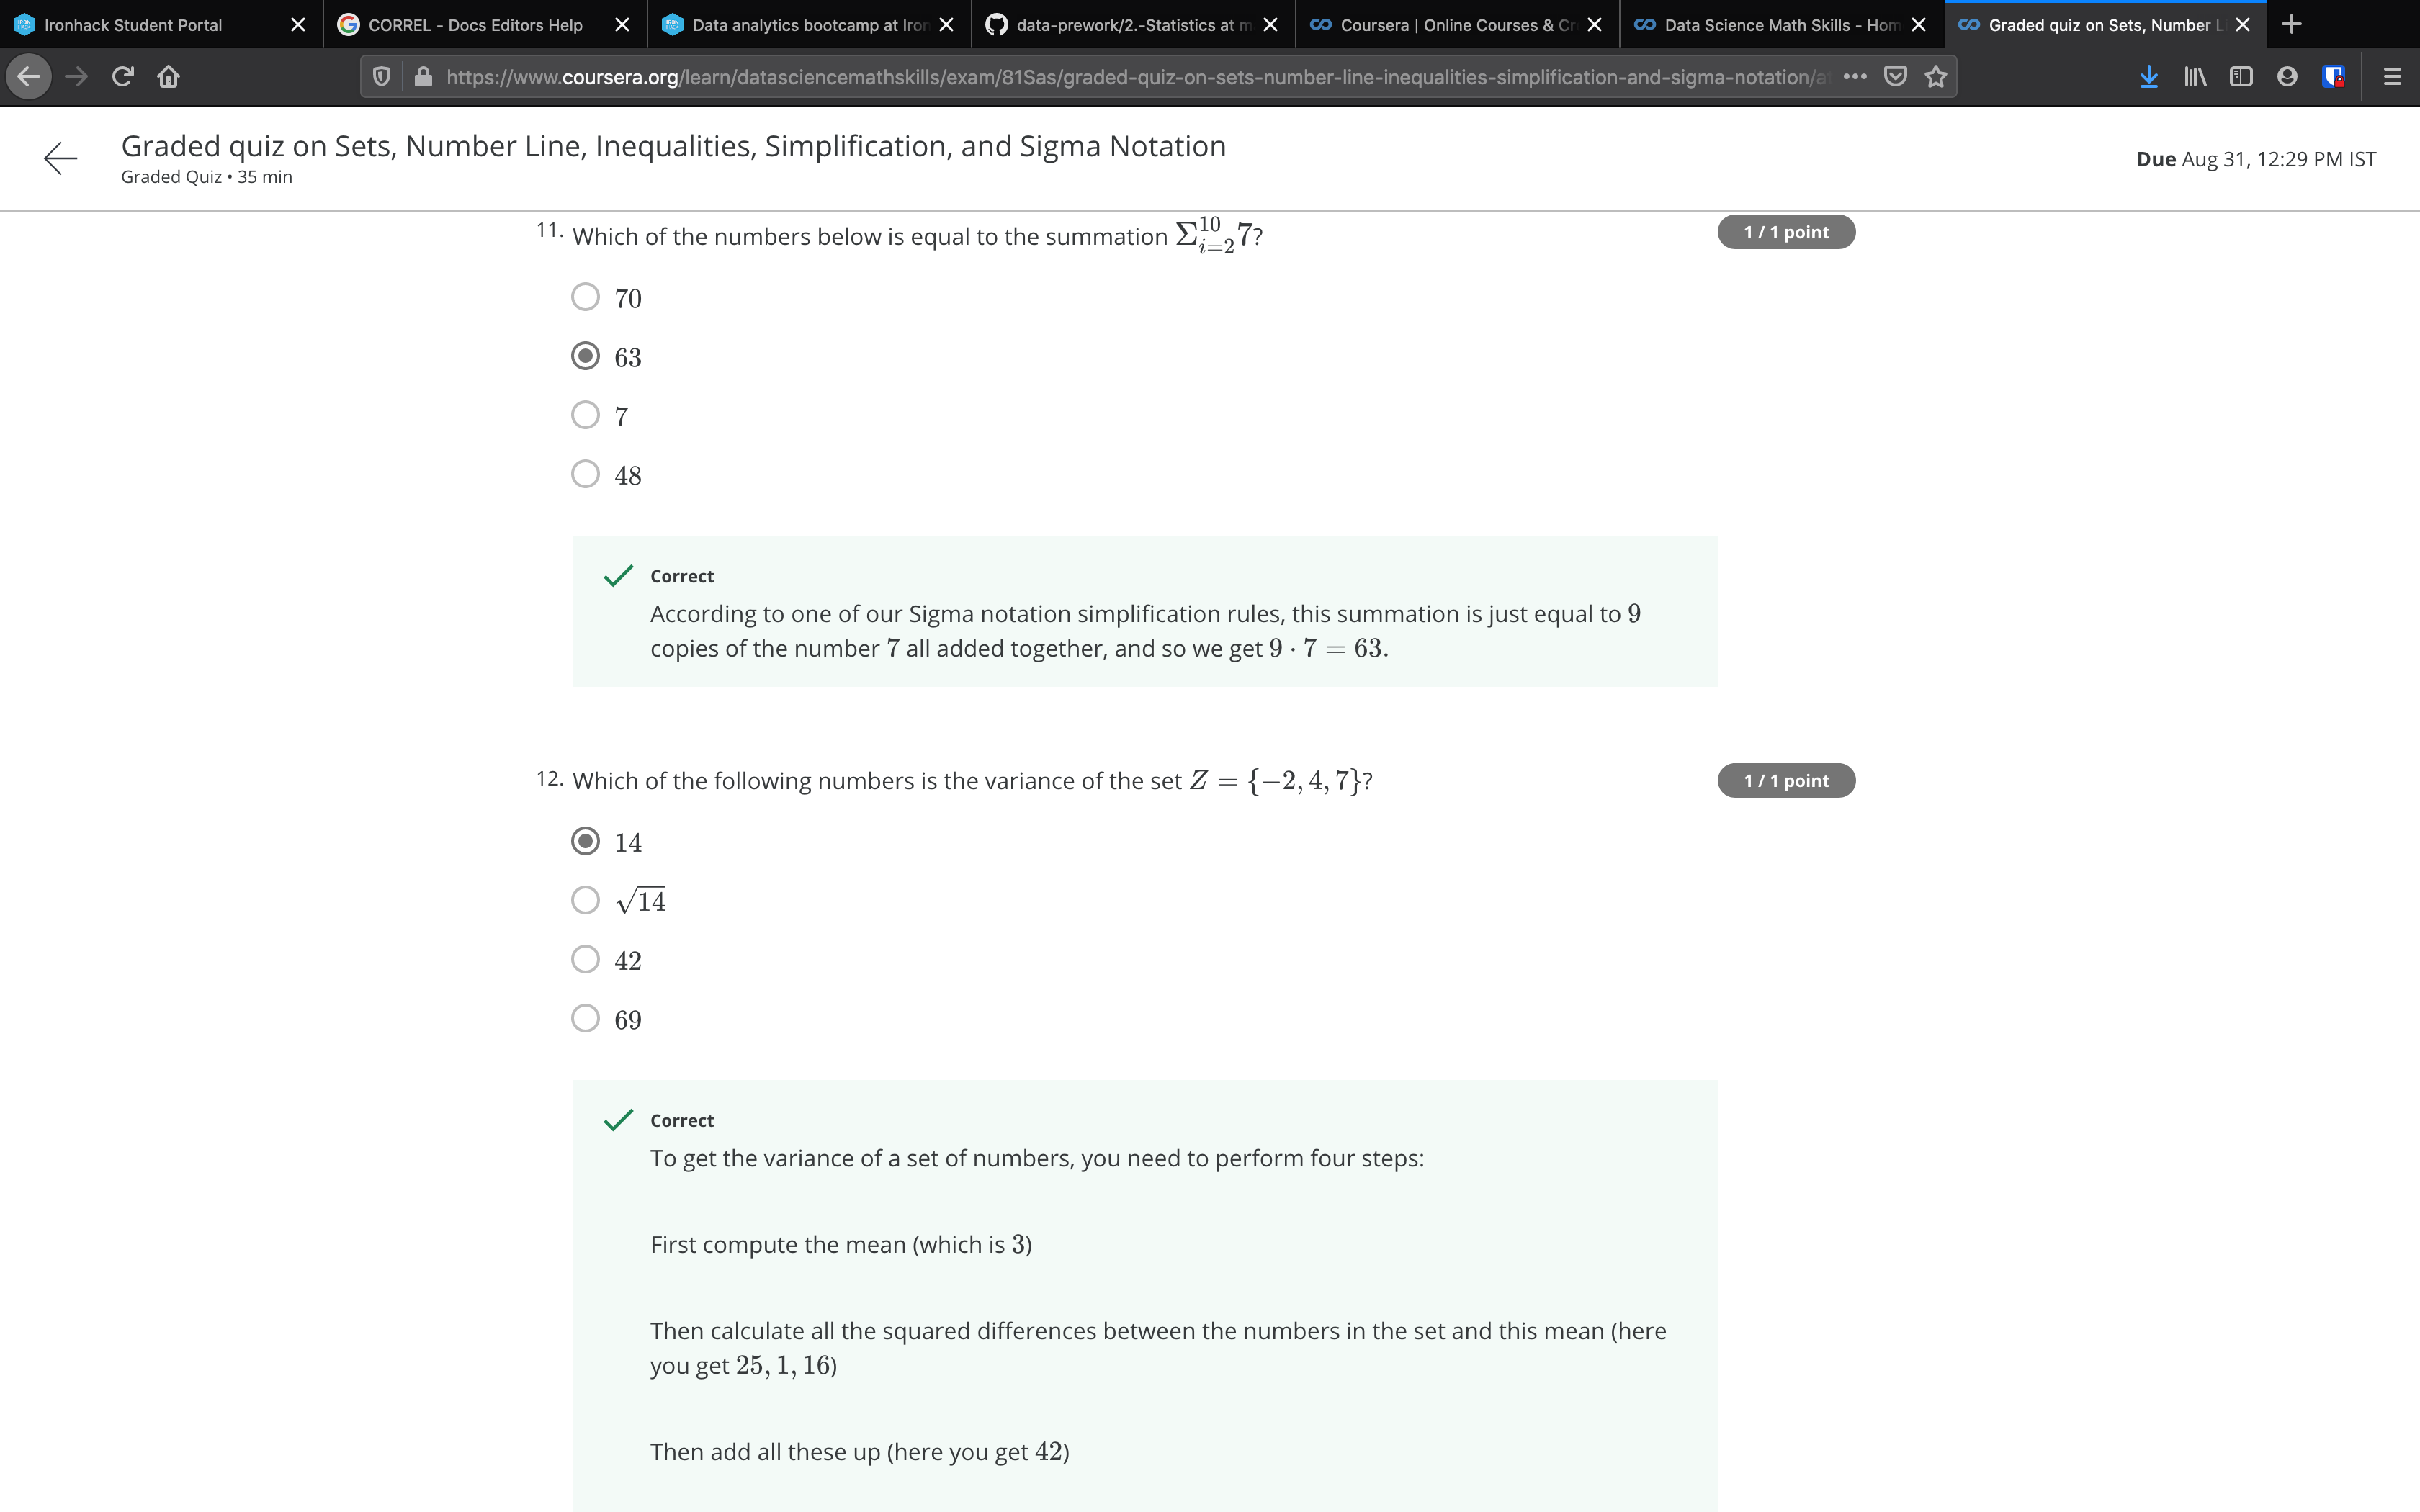 Ironhack Student Portal
CORREL - Docs Editors Help
Data analytics bootcamp at Iron
data-prework/2.-Statistics at m
Coursera | Online Courses & Cr
Data Science Math Skills - Hom
Graded quiz on Sets, Number L
https://www.coursera.org/learn/datasciencemathskills/exam/81Sas/graded-quiz-on-sets-number-line-inequalities-simplification-and-sigma-notation/at
Graded quiz on Sets, Number Line, Inequalities, Simplification, and Sigma Notation
Graded Quiz • 35 min
Due Aug 31, 12:29 PM IST
11. Which of the numbers below is equal to the summation Σ_{i=2}^{10} 7?
1 / 1 point
70
63
7
48
Correct
According to one of our Sigma notation simplification rules, this summation is just equal to 9
copies of the number 7 all added together, and so we get 9 · 7 = 63.
12. Which of the following numbers is the variance of the set Z = {−2, 4, 7}?
1 / 1 point
14
√14
42
69
Correct
To get the variance of a set of numbers, you need to perform four steps:
First compute the mean (which is 3)
Then calculate all the squared differences between the numbers in the set and this mean (here
you get 25, 1, 16)
Then add all these up (here you get 42)